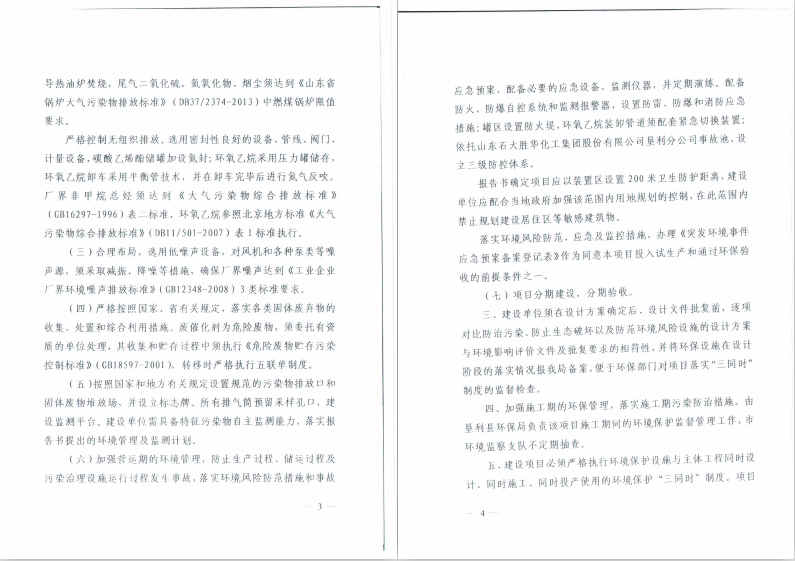 导热油炉焚烧，尾气二氧化硫、氮氧化物、烟尘须达到《山东省
锅炉大气污染物排放标准》（DB37/2374-2013）中燃煤锅炉限值
要求。
严格控制无组织排放。选用密封性良好的设备、管线、阀门、
计量设备，碳酸乙烯酯储罐加设氮封；环氧乙烷采用压力罐储存，
环氧乙烷卸车采用平衡管技术，并在卸车完毕后进行氮气反吹。
厂界非甲烷总烃须达到《大气污染物综合排放标准》
（GB16297-1996）表二标准，环氧乙烷参照北京地方标准《大气
污染物综合排放标准》（DB11/501-2007）表1标准执行。
（三）合理布局，选用低噪声设备，对风机和各种泵类等噪
声源，须采取减振、降噪等措施，确保厂界噪声达到《工业企业
厂界环境噪声排放标准》（GB12348-2008）3类标准要求。
（四）严格按照国家、省有关规定，落实各类固体废弃物的
收集、处置和综合利用措施。废催化剂为危险废物，须委托有资
质的单位处理，其收集和贮存过程中须执行《危险废物贮存污染
控制标准》（GB18597-2001），转移时严格执行五联单制度。
（五）按照国家和地方有关规定设置规范的污染物排放口和
固体废物堆放场，并设立标志牌。所有排气筒预留采样孔口，建
设监测平台。建设单位需具备特征污染物自主监测能力，落实报
告书提出的环境管理及监测计划。
（六）加强营运期的环境管理，防止生产过程、储运过程及
污染治理设施运行过程发生事故，落实环境风险防范措施和事故
— 3 —
应急预案，配备必要的应急设备、监测仪器，并定期演练。配备
防火、防爆自控系统和监测报警器，设置防雷、防爆和消防应急
措施；罐区设置防火堤，环氧乙烷装卸管道须配套紧急切换装置；
依托山东石大胜华化工集团股份有限公司垦利分公司事故池，设
立三级防控体系。
报告书确定项目应以装置区设置200米卫生防护距离，建设
单位应配合当地政府加强该范围内用地规划的控制，在此范围内
禁止规划建设居住区等敏感建筑物。
落实环境风险防范、应急及监控措施，办理《突发环境事件
应急预案备案登记表》作为同意本项目投入试生产和通过环保验
收的前提条件之一。
（七）项目分期建设，分期验收。
三、建设单位须在设计方案确定后、设计文件批复前，逐项
对比防治污染、防止生态破坏以及防范环境风险设施的设计方案
与环境影响评价文件及批复要求的相符性，并将环保设施在设计
阶段的落实情况报我局备案，便于环保部门对项目落实“三同时”
制度的监督检查。
四、加强施工期的环保管理，落实施工期污染防治措施。由
垦利县环保局负责该项目施工期间的环境保护监督管理工作，市
环境监察支队不定期抽查。
五、建设项目必须严格执行环境保护设施与主体工程同时设
计、同时施工、同时投产使用的环境保护“三同时”制度。项目
— 4 —